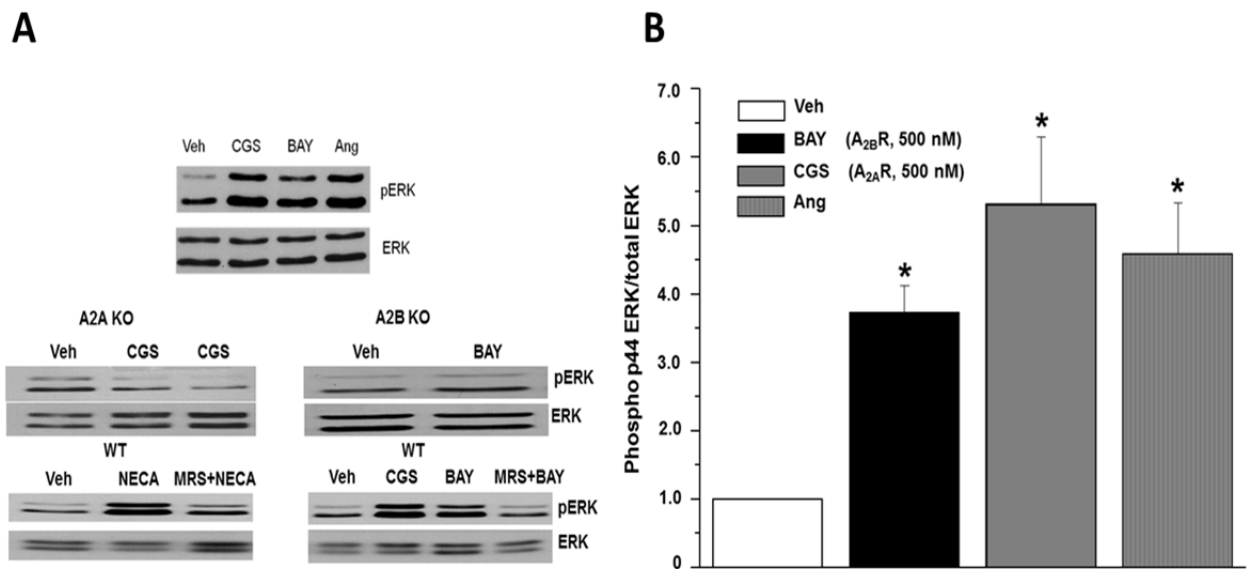 A
Veh CGS BAY Ang
pERK
ERK
A2A KO
Veh CGS CGS
A2B KO
Veh BAY
pERK
ERK
WT
Veh NECA MRS+NECA
WT
Veh CGS BAY MRS+BAY
pERK
ERK
B
Phospho p44 ERK/total ERK
7.0
6.0
5.0
4.0
3.0
2.0
1.0
0
Veh
BAY (A2BR, 500 nM)
CGS (A2AR, 500 nM)
Ang
*
*
*